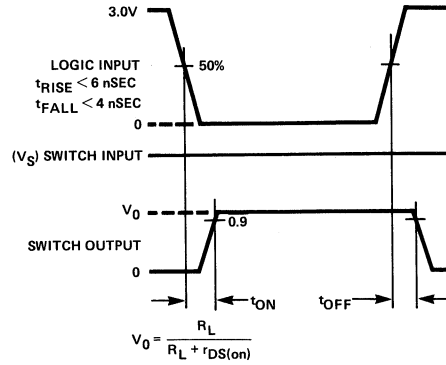 3.0V
LOGIC INPUT
tRISE < 6 nSEC
tFALL < 4 nSEC
50%
0
(VS) SWITCH INPUT
V0
0.9
SWITCH OUTPUT
0
tON
tOFF
V0 = RL
RL + rDS(on)